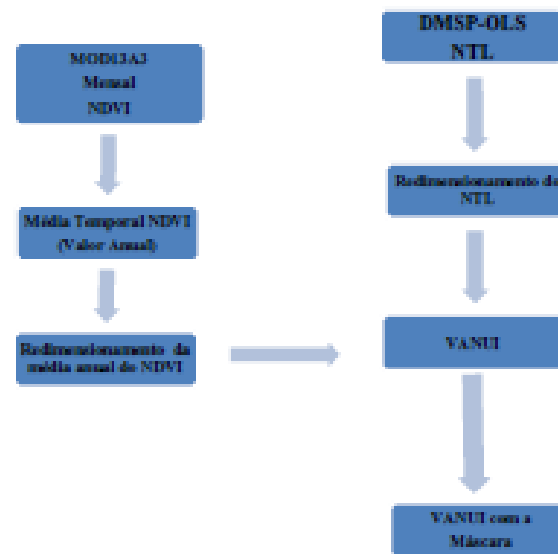 MOD13A3
Mensal
NDVI
Média Temporal NDVI
(Valor Anual)
Redimensionamento da
média anual do NDVI
DMSP-OLS
NTL
Redimensionamento do
NTL
VANUI
VANUI com a
Máscara